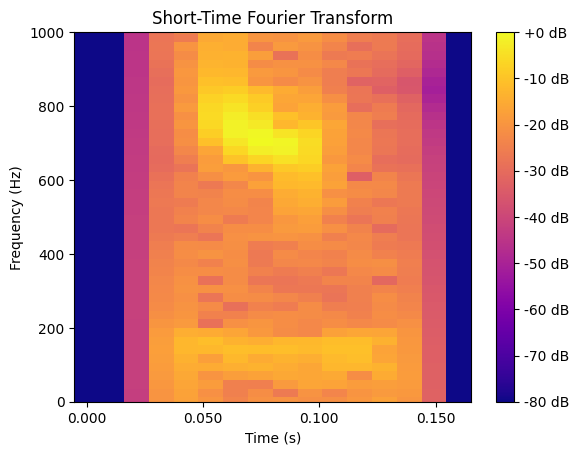 Short-Time Fourier Transform
1000
800
600
400
200
0
Frequency (Hz)
0.000
0.050
0.100
0.150
Time (s)
+0 dB
-10 dB
-20 dB
-30 dB
-40 dB
-50 dB
-60 dB
-70 dB
-80 dB